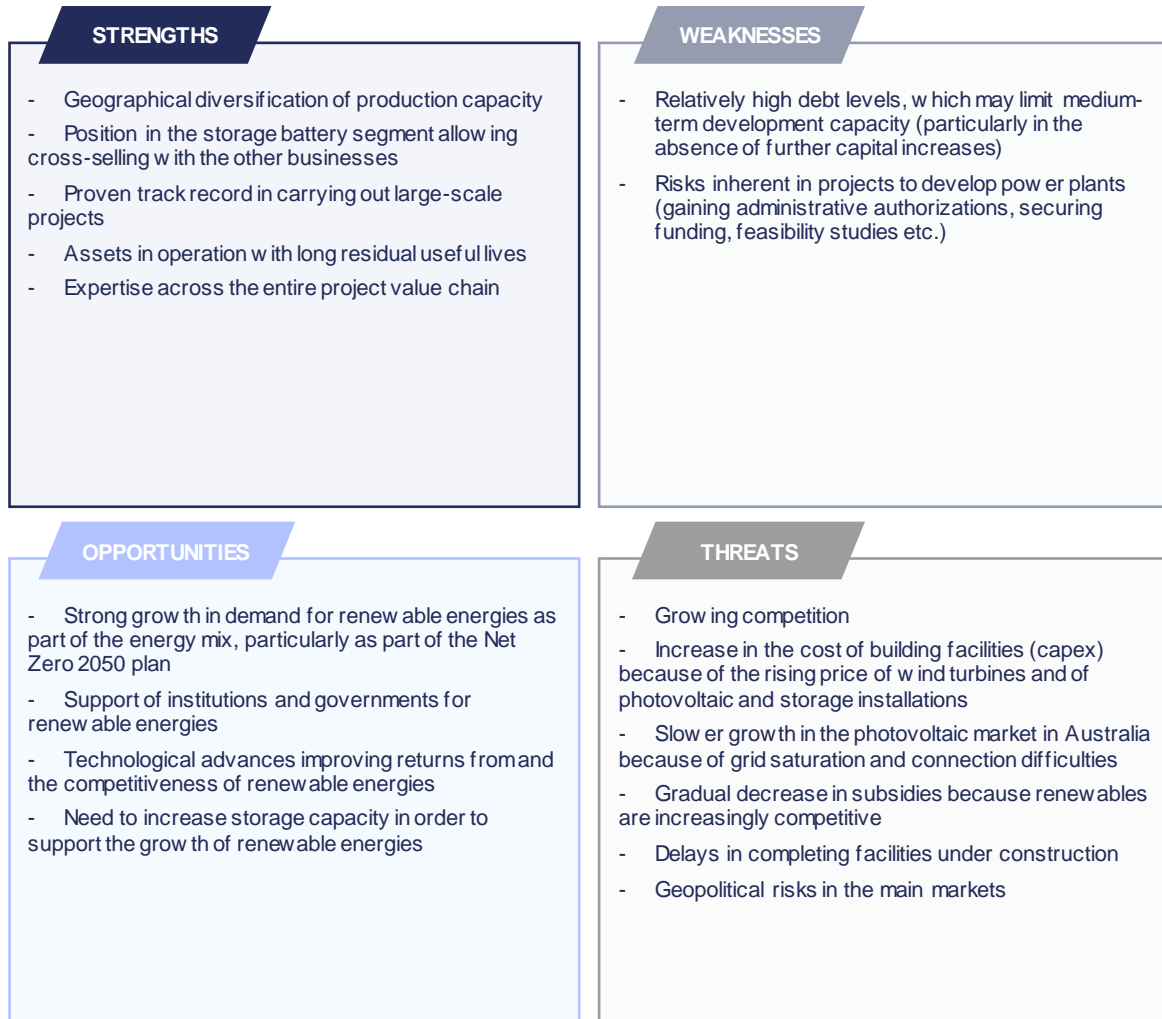 STRENGTHS
- Geographical diversification of production capacity
- Position in the storage battery segment allowing
cross-selling with the other businesses
- Proven track record in carrying out large-scale
projects
- Assets in operation with long residual useful lives
- Expertise across the entire project value chain
WEAKNESSES
- Relatively high debt levels, which may limit medium-
term development capacity (particularly in the
absence of further capital increases)
- Risks inherent in projects to develop power plants
(gaining administrative authorizations, securing
funding, feasibility studies etc.)
OPPORTUNITIES
- Strong growth in demand for renewable energies as
part of the energy mix, particularly as part of the Net
Zero 2050 plan
- Support of institutions and governments for
renewable energies
- Technological advances improving returns from and
the competitiveness of renewable energies
- Need to increase storage capacity in order to
support the growth of renewable energies
THREATS
- Growing competition
- Increase in the cost of building facilities (capex)
because of the rising price of wind turbines and of
photovoltaic and storage installations
- Slower growth in the photovoltaic market in Australia
because of grid saturation and connection difficulties
- Gradual decrease in subsidies because renewables
are increasingly competitive
- Delays in completing facilities under construction
- Geopolitical risks in the main markets